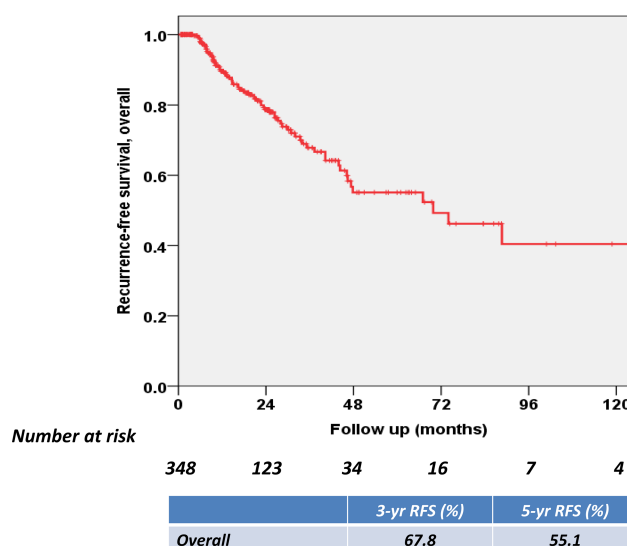 Recurrence-free survival, overall
1.0
0.8
0.6
0.4
0.2
0.0
0 24 48 72 96 120
Follow up (months)
Number at risk
348 123 34 16 7 4
3-yr RFS (%) 5-yr RFS (%)
Overall 67.8 55.1